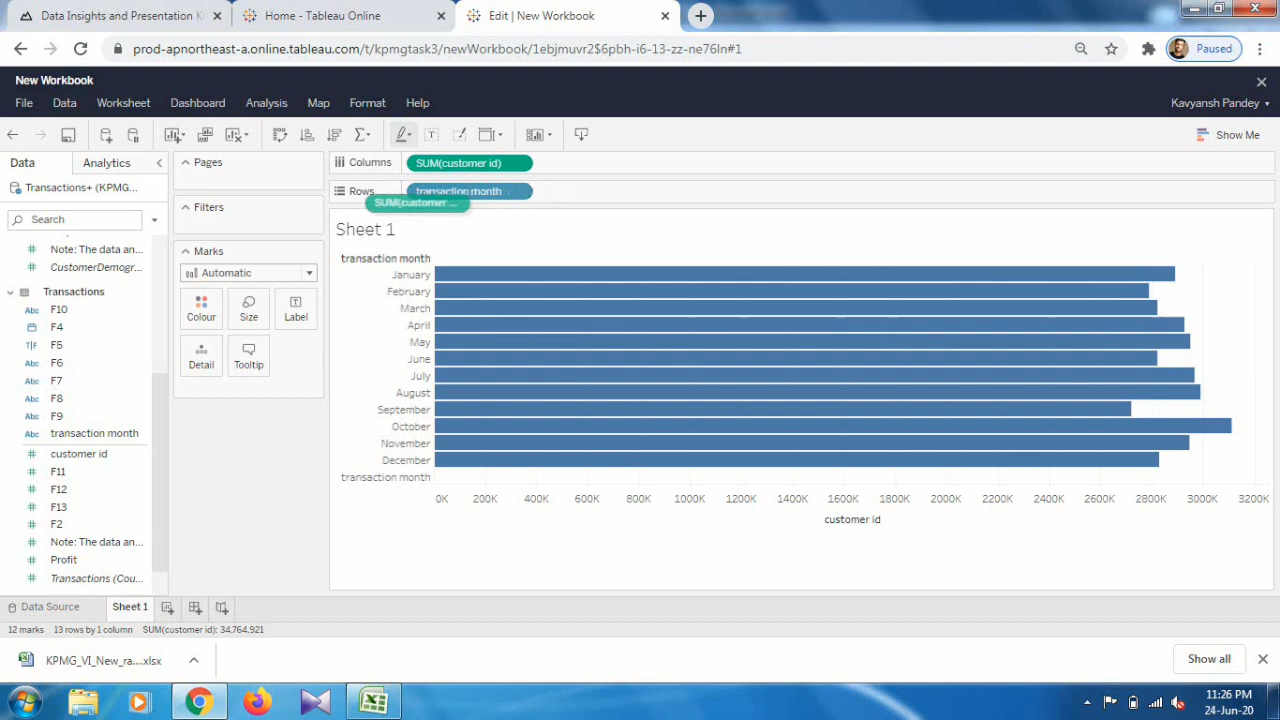 Data Insights and Presentation K
Home - Tableau Online
Edit | New Workbook
prod-apnortheast-a.online.tableau.com/t/kpmgtask3/newWorkbook/1ebjmuvr2$6pbh-i6-13-zz-ne76ln#1
Paused
New Workbook
File Data Worksheet Dashboard Analysis Map Format Help
Kavyansh Pandey
Show Me
Data Analytics
Pages
Columns
SUM(customer id)
Transactions+ (KPMG...
Rows
transaction month
SUM(customer ...
Filters
Search
Sheet 1
Note: The data an...
CustomerDemogr...
Marks
Automatic
Colour Size Label
Detail Tooltip
Transactions
Abc F10
F4
T|F F5
Abc F6
Abc F7
Abc F8
Abc F9
Abc transaction month
customer id
F11
F12
F13
F2
Note: The data an...
Profit
Transactions (Cou...
transaction month
January
February
March
April
May
June
July
August
September
October
November
December
transaction month
0K 200K 400K 600K 800K 1000K 1200K 1400K 1600K 1800K 2000K 2200K 2400K 2600K 2800K 3000K 3200K
customer id
Data Source Sheet 1
12 marks 13 rows by 1 column SUM(customer id): 34,764,921
KPMG_VI_New_ra....xlsx
Show all
11:26 PM
24-Jun-20